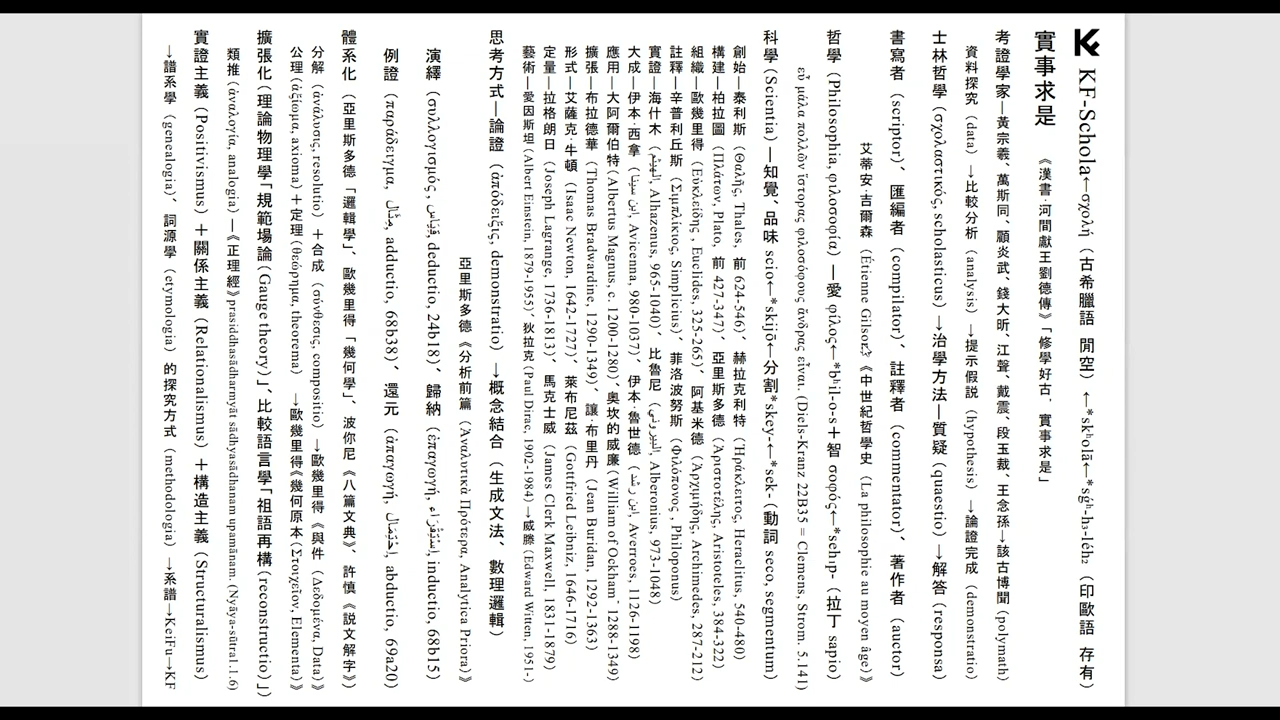 KF-Schola←σχολή（古希臘語 閒空）←*skʰolā←*sǵʰ-h₃-léh₂（印歐語 存有）
實事求是 《漢書·河間獻王劉德傳》「修學好古，實事求是」
考證學家—黃宗羲、萬斯同、顧炎武、錢大昕、江聲、戴震、段玉裁、王念孫→該古博聞（polymath）
資料探究（data）→比較分析（analysis）→提示假説（hypothesis）→論證完成（demonstratio）
士林哲學（σχολαστικός, scholasticus）→治學方法—質疑（quaestio）→解答（responsa）
書寫者（scriptor）、匯編者（compilator）、註釋者（commentator）、著作者（auctor）
艾蒂安·吉爾森（Étienne Gilson）《中世紀哲學史（La philosophie au moyen âge）》
哲學（Philosophia, φιλοσοφία）—愛 φίλος←*bʰil-o-s＋智 σοφός←*seh₁p-（拉丁 sapio）
εὖ μάλα πολλῶν ἵστορας φιλοσόφους ἄνδρας εἶναι. (Diels-Kranz 22B35 = Clemens, Strom. 5.141)
科學（Scientia）—知覺、品味 scio←*skijō←分割*skey-←*sek-（動詞 seco, segmentum）
創始—泰利斯（Θαλῆς, Thales, 前 624-546）、赫拉克利特（Ἡράκλειτος, Heraclitus, 540-480）
構建—柏拉圖（Πλάτων, Plato, 前 427-347）、亞里斯多德（Ἀριστοτέλης, Aristoteles, 384-322）
組織—歐幾里得（Εὐκλείδης, Euclides, 325-265）、阿基米德（Ἀρχιμήδης, Archimedes, 287-212）
註釋—辛普利丘斯（Σιμπλίκιος, Simplicius）、菲洛波努斯（Φιλόπονος, Philoponus）
實證—海什木（الهيثم, Alhazenus, 965-1040）、比魯尼（البيروني, Alberonius, 973-1048）
大成—伊本·西拿（ابن سينا, Avicenna, 980-1037）、伊本·魯世德（ابن رشد, Averroes, 1126-1198）
應用—大阿爾伯特（Albertus Magnus, c. 1200-1280）、奧坎的威廉（William of Ockham, 1288-1349）
擴張—布拉德華（Thomas Bradwardine, 1290-1349）、讓·布里丹（Jean Buridan, 1292-1363）
形式—艾薩克·牛頓（Isaac Newton, 1642-1727）、萊布尼茲（Gottfried Leibniz, 1646-1716）
定量—拉格朗日（Joseph Lagrange, 1736-1813）、馬克士威（James Clerk Maxwell, 1831-1879）
藝術—愛因斯坦（Albert Einstein, 1879-1955）、狄拉克（Paul Dirac, 1902-1984）→威滕（Edward Witten, 1951-）
思考方式—論證（ἀπόδειξις, demonstratio）→概念結合（生成文法、數理邏輯）
亞里斯多德《分析前篇（Ἀναλυτικὰ Πρότερα, Analytica Priora）》
演繹（συλλογισμός, قِيَاس, deductio, 24b18）、歸納（ἐπαγωγή, اِسْتِقْرَاء, inductio, 68b15）
例證（παράδειγμα, مِثَال, adductio, 68b38）、還元（ἀπαγωγή, abductio, 69a20）
體系化（亞里斯多德「邏輯學」、歐幾里得「幾何學」、波你尼《八篇文典》、許慎《説文解字》）
分解（ἀνάλυσις, resolutio）＋合成（σύνθεσις, compositio）→歐幾里得《與件（Δεδομένα, Data）》
公理（ἀξίωμα, axioma）＋定理（θεόρημα, theorema）→歐幾里得《幾何原本（Στοιχεῖον, Elementa）》
擴張化（理論物理學「規範場論（Gauge theory）」、比較語言學「祖語再構（reconstructio）」）
類推（ἀναλογία, analogia）—《正理經》prasiddhasādharmyāt sādhyasādhanam upamānam. (Nyāya-sūtra1.1.6)
實證主義（Positivismus）＋關係主義（Relationalismus）＋構造主義（Structuralismus）
→譜系學（genealogia）、詞源學（etymologia）的探究方式（methodologia）→系譜→KeiFu→KF